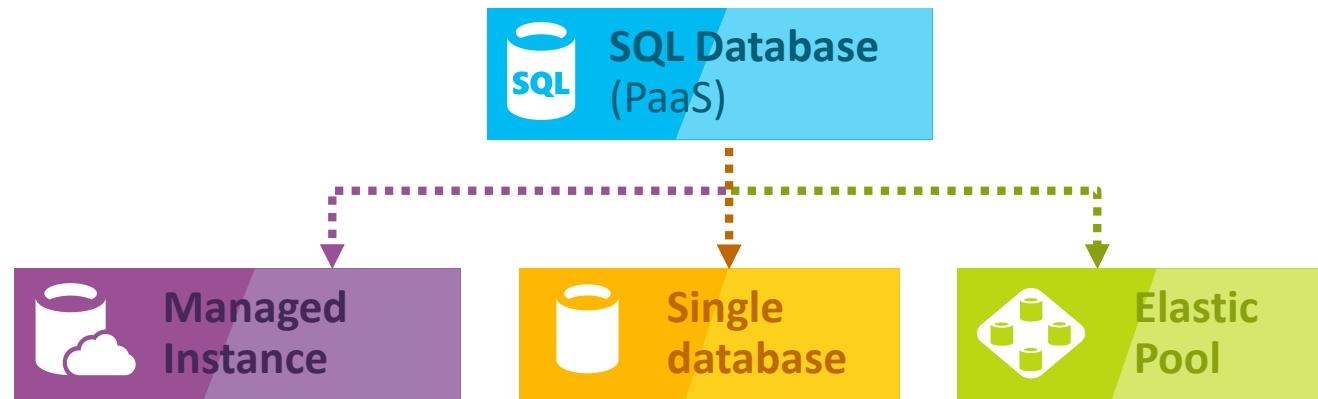 SQL
SQL Database
(PaaS)
Managed
Instance
Single
database
Elastic
Pool